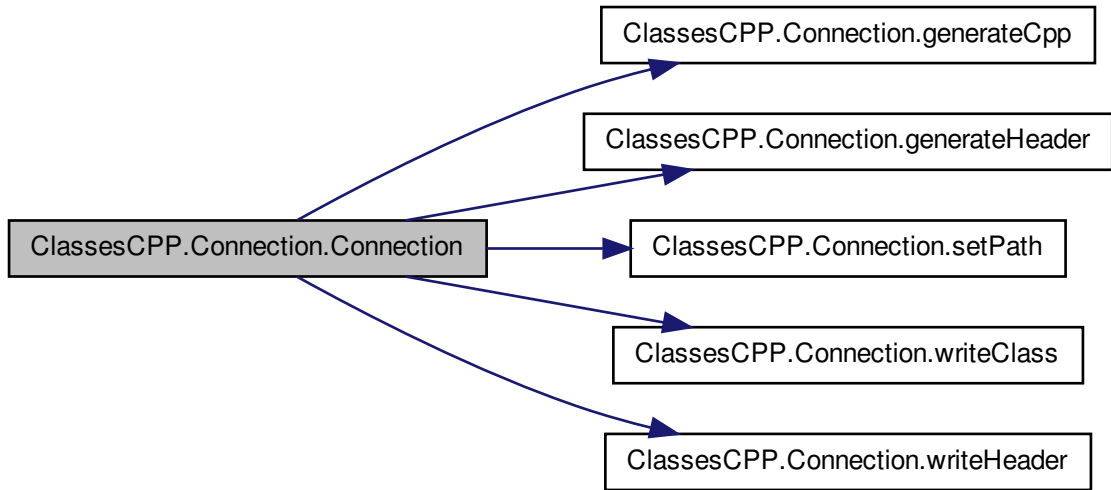 ClassesCPP.Connection.generateCpp
ClassesCPP.Connection.generateHeader
ClassesCPP.Connection.Connection
ClassesCPP.Connection.setPath
ClassesCPP.Connection.writeClass
ClassesCPP.Connection.writeHeader